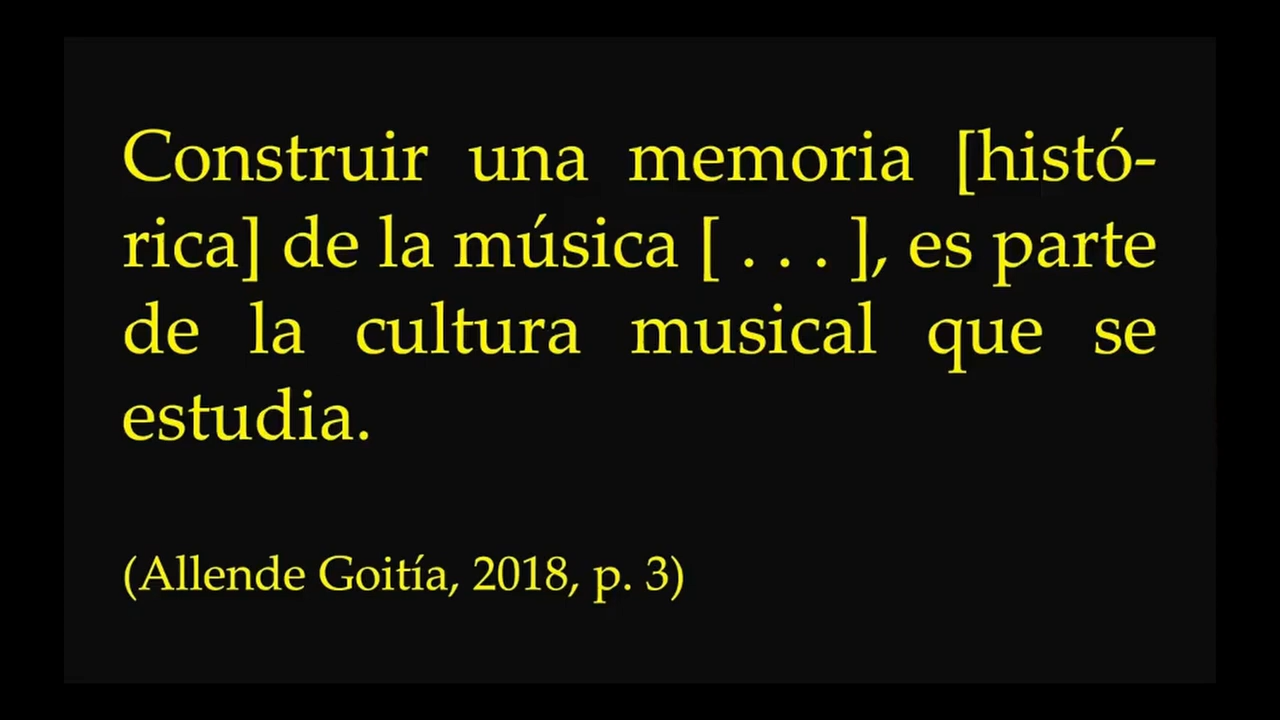 Construir una memoria [histó-
rica] de la música [ . . . ], es parte
de la cultura musical que se
estudia.
(Allende Goitía, 2018, p. 3)